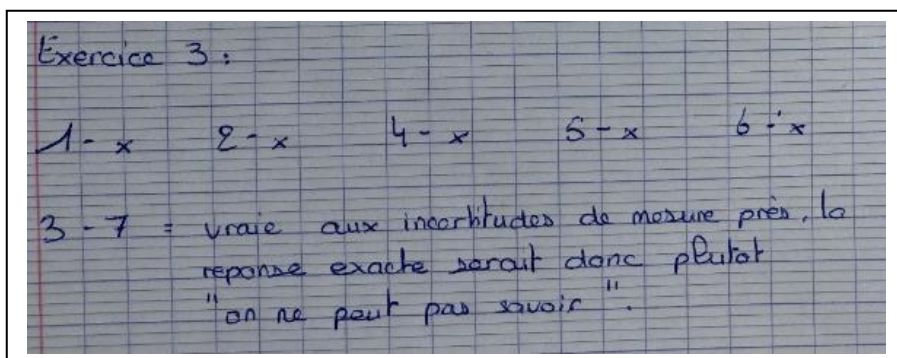 Exercice 3 :
1 - x 2 - x 4 - x 5 - x 6 - x
3 - 7 = vraie aux incertitudes de mesure près, la
reponse exacte serait donc plutot
"on ne peut pas savoir".